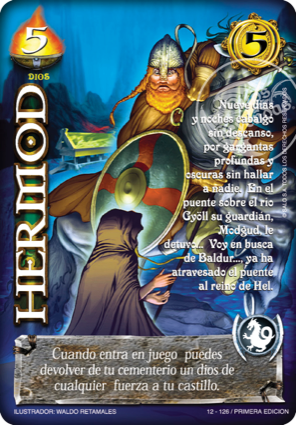 5
DIOS
5
HERMOD
Nueve días
y noches cabalgó
sin descanso,
por gargantas
profundas y
oscuras sin hallar
a nadie. En el
puente sobre el río
Gyöll su guardián,
Modgud, le
detuvo... Voy en busca
de Baldur..., ya ha
atravesado el puente
al reino de Hel.
Cuando entra en juego puedes
devolver de tu cementerio un dios de
cualquier fuerza a tu castillo.
ILUSTRADOR: WALDO RETAMALES
12 - 126 / PRIMERA EDICION